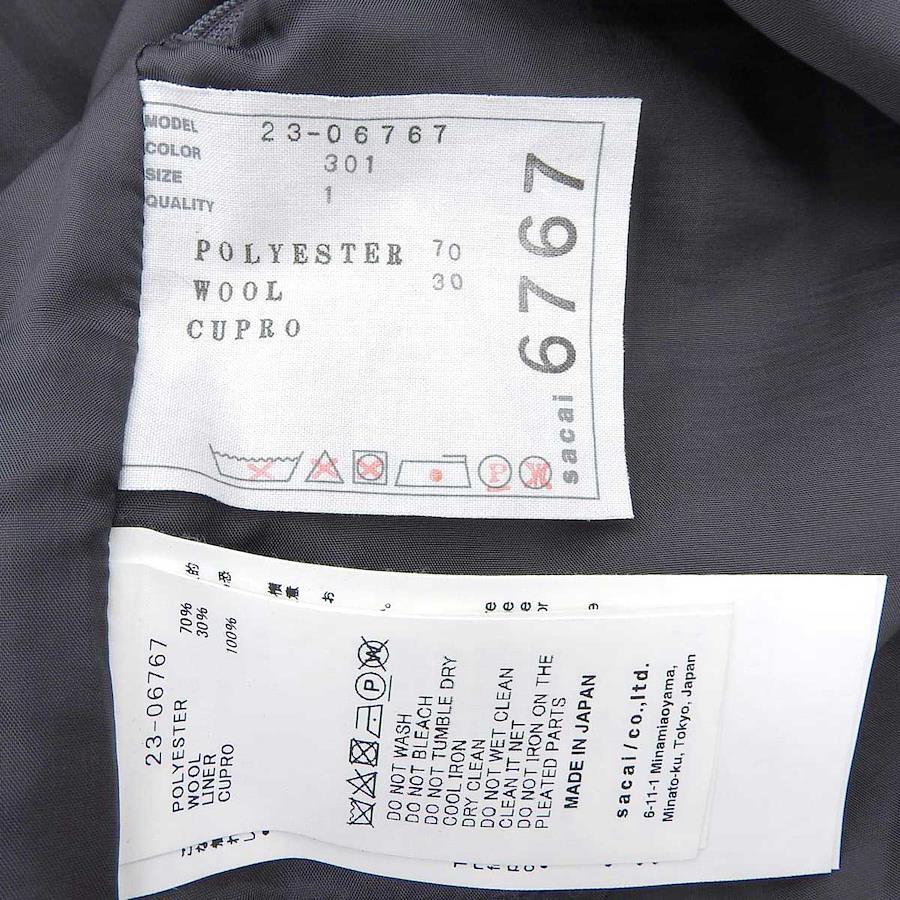 MODEL 23-06767
COLOR 301
SIZE 1
QUALITY
POLYESTER 70
WOOL 30
CUPRO
P W
sacai 6767
23-06767
POLYESTER 70%
WOOL 30%
LINER
CUPRO 100%
P W
DO NOT WASH
DO NOT BLEACH
DO NOT TUMBLE DRY
COOL IRON
DRY CLEAN
DO NOT WET CLEAN
CLEAN IT NET
DO NOT IRON ON THE
PLEATED PARTS
MADE IN JAPAN
sacai/co.,ltd.
6-11-1 Minamiaoyama,
Minato-ku, Tokyo, Japan